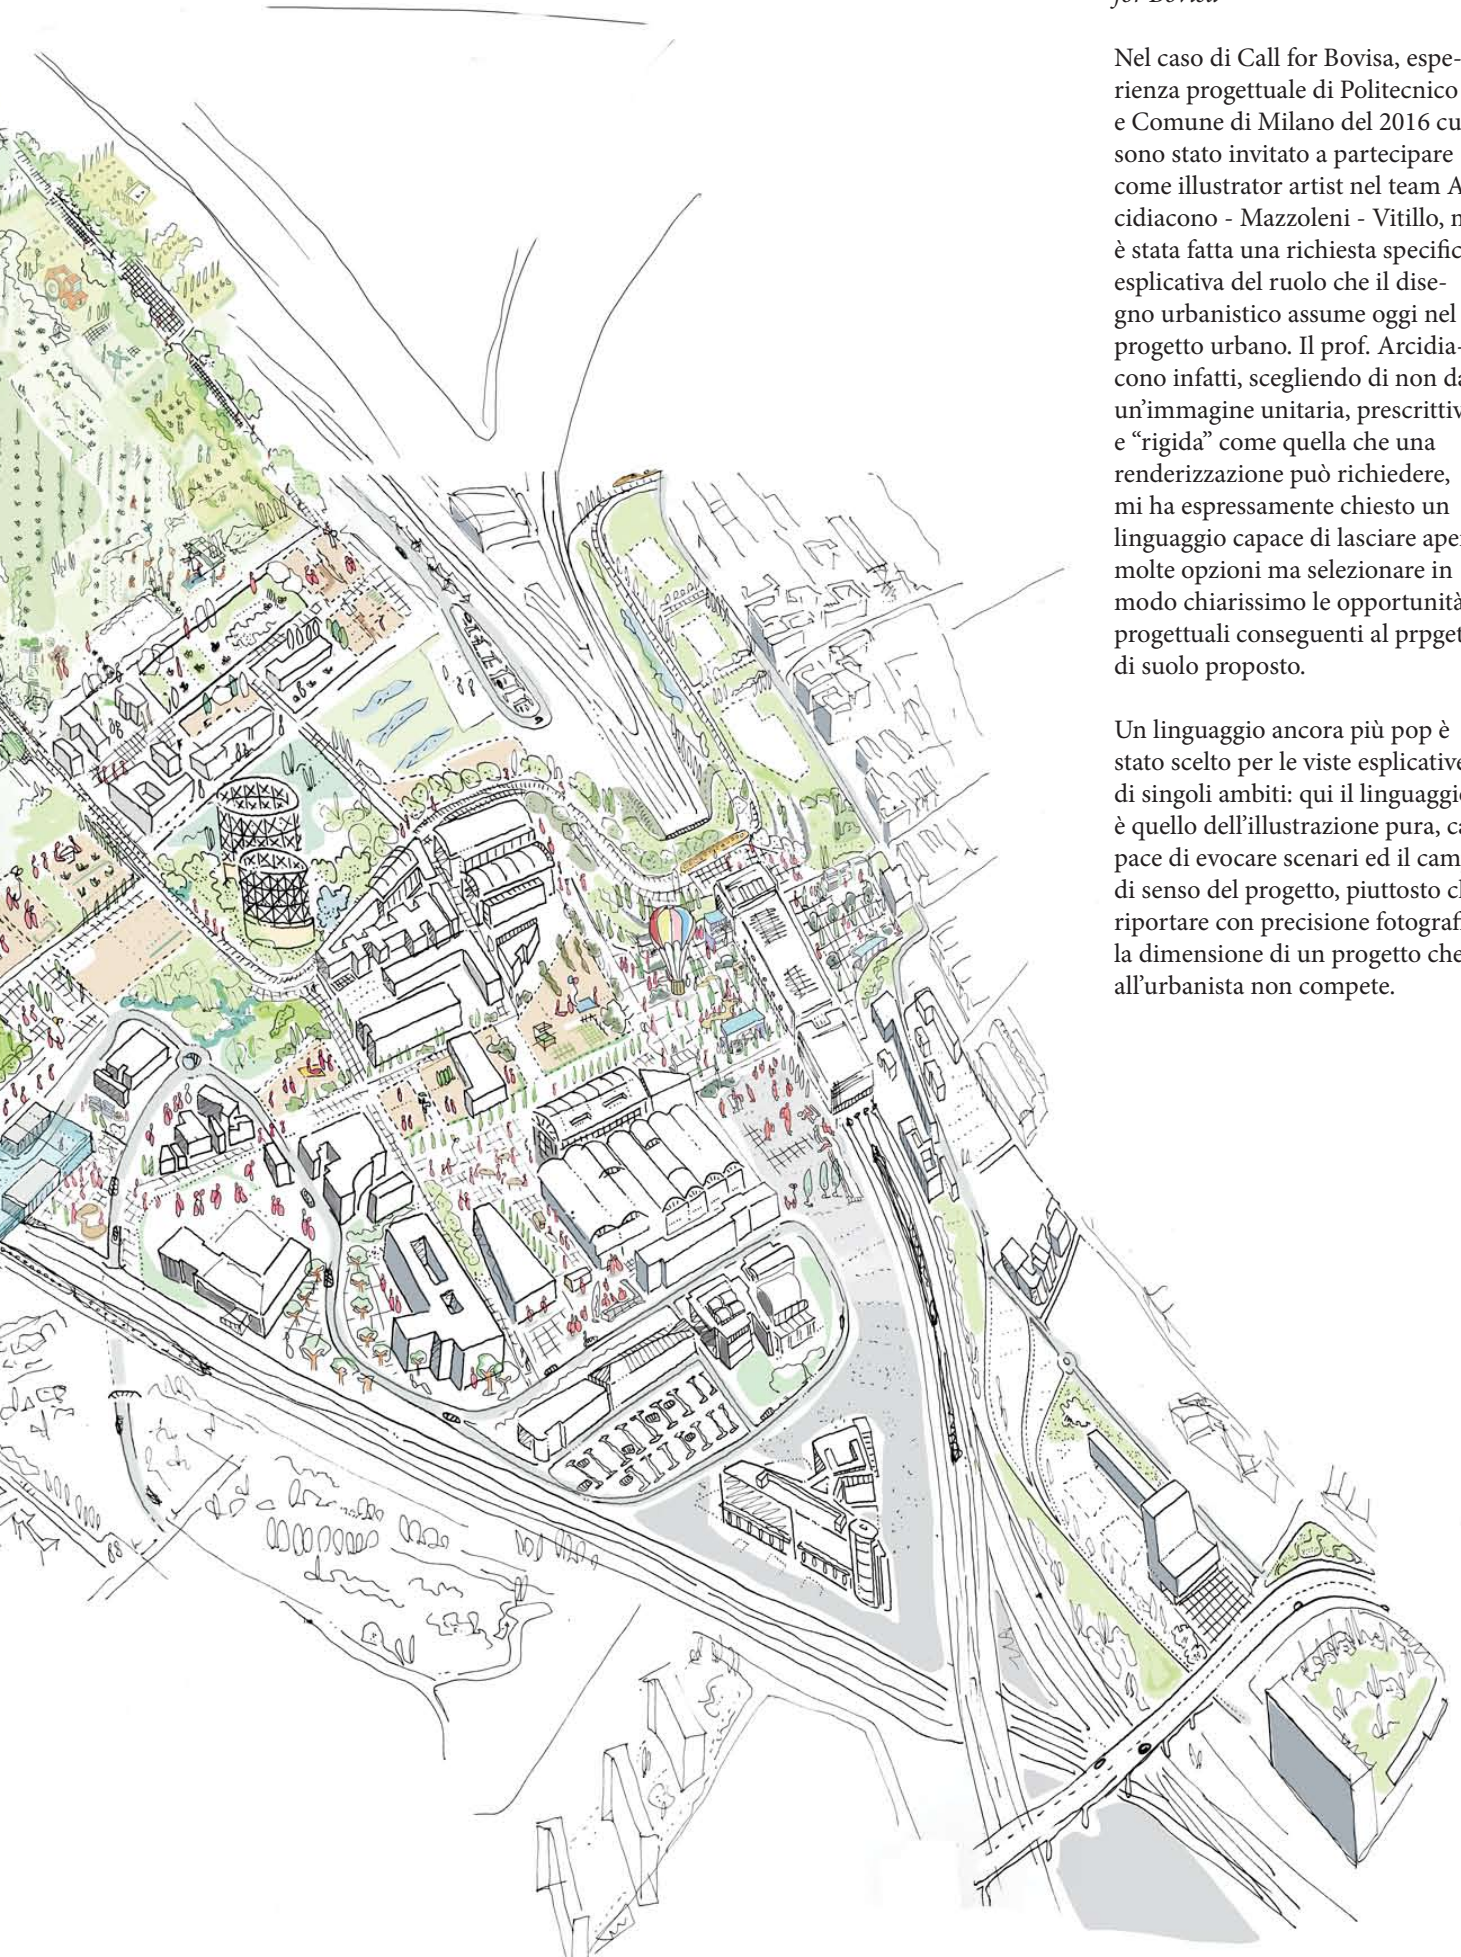 for Bovisa
Nel caso di Call for Bovisa, espe-
rienza progettuale di Politecnico
e Comune di Milano del 2016 cu
sono stato invitato a partecipare
come illustrator artist nel team A
cidiacono - Mazzoleni - Vitillo, n
è stata fatta una richiesta specific
esplicativa del ruolo che il dise-
gno urbanistico assume oggi nel
progetto urbano. Il prof. Arcidia-
cono infatti, scegliendo di non da
un’immagine unitaria, prescrittiv
e “rigida” come quella che una
renderizzazione può richiedere,
mi ha espressamente chiesto un
linguaggio capace di lasciare aper
molte opzioni ma selezionare in
modo chiarissimo le opportunità
progettuali conseguenti al prpget
di suolo proposto.
Un linguaggio ancora più pop è
stato scelto per le viste esplicative
di singoli ambiti: qui il linguaggio
è quello dell’illustrazione pura, ca
pace di evocare scenari ed il cam
di senso del progetto, piuttosto ch
riportare con precisione fotografi
la dimensione di un progetto che
all’urbanista non compete.